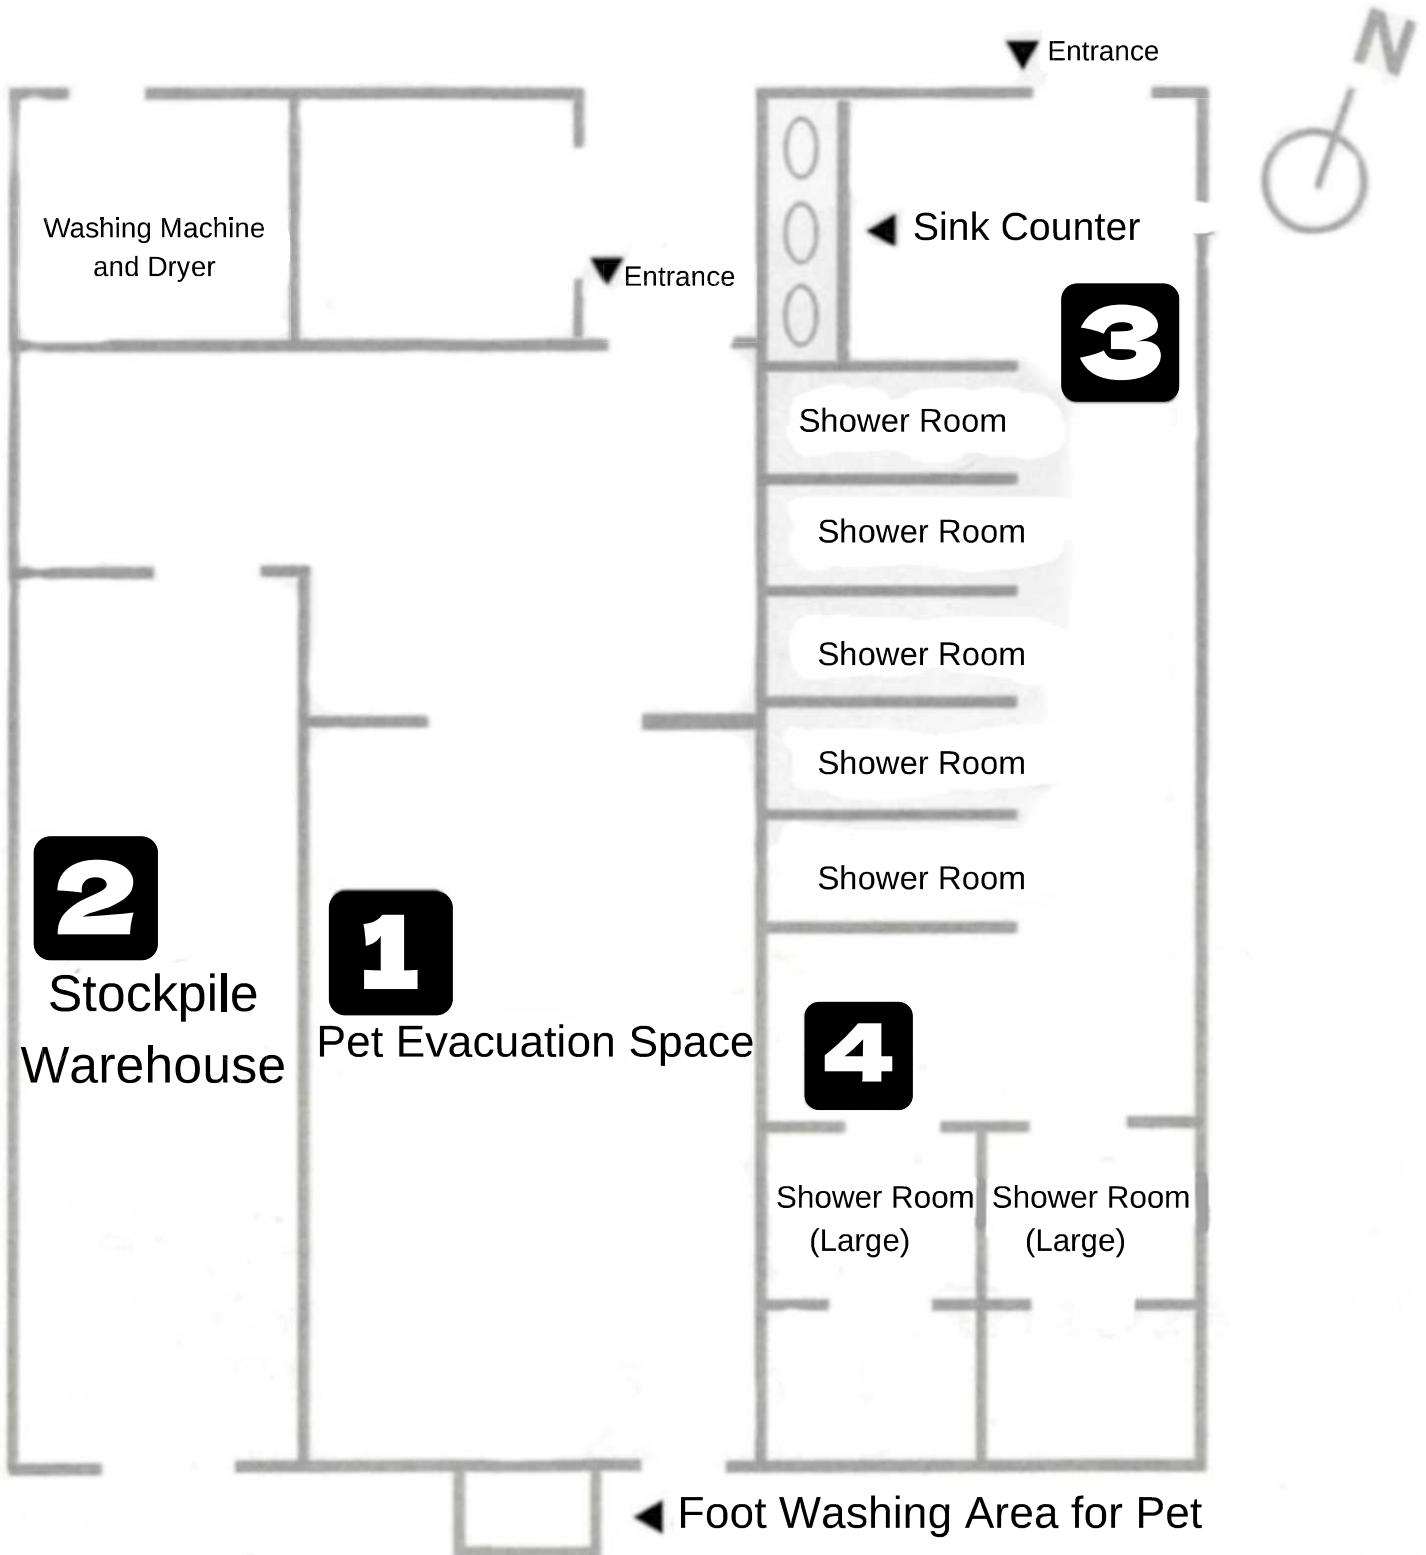 N
Entrance
Washing Machine
and Dryer
Entrance
Sink Counter
3
Shower Room
Shower Room
Shower Room
Shower Room
Shower Room
2
Stockpile
Warehouse
1
Pet Evacuation Space
4
Shower Room
(Large)
Shower Room
(Large)
Foot Washing Area for Pet